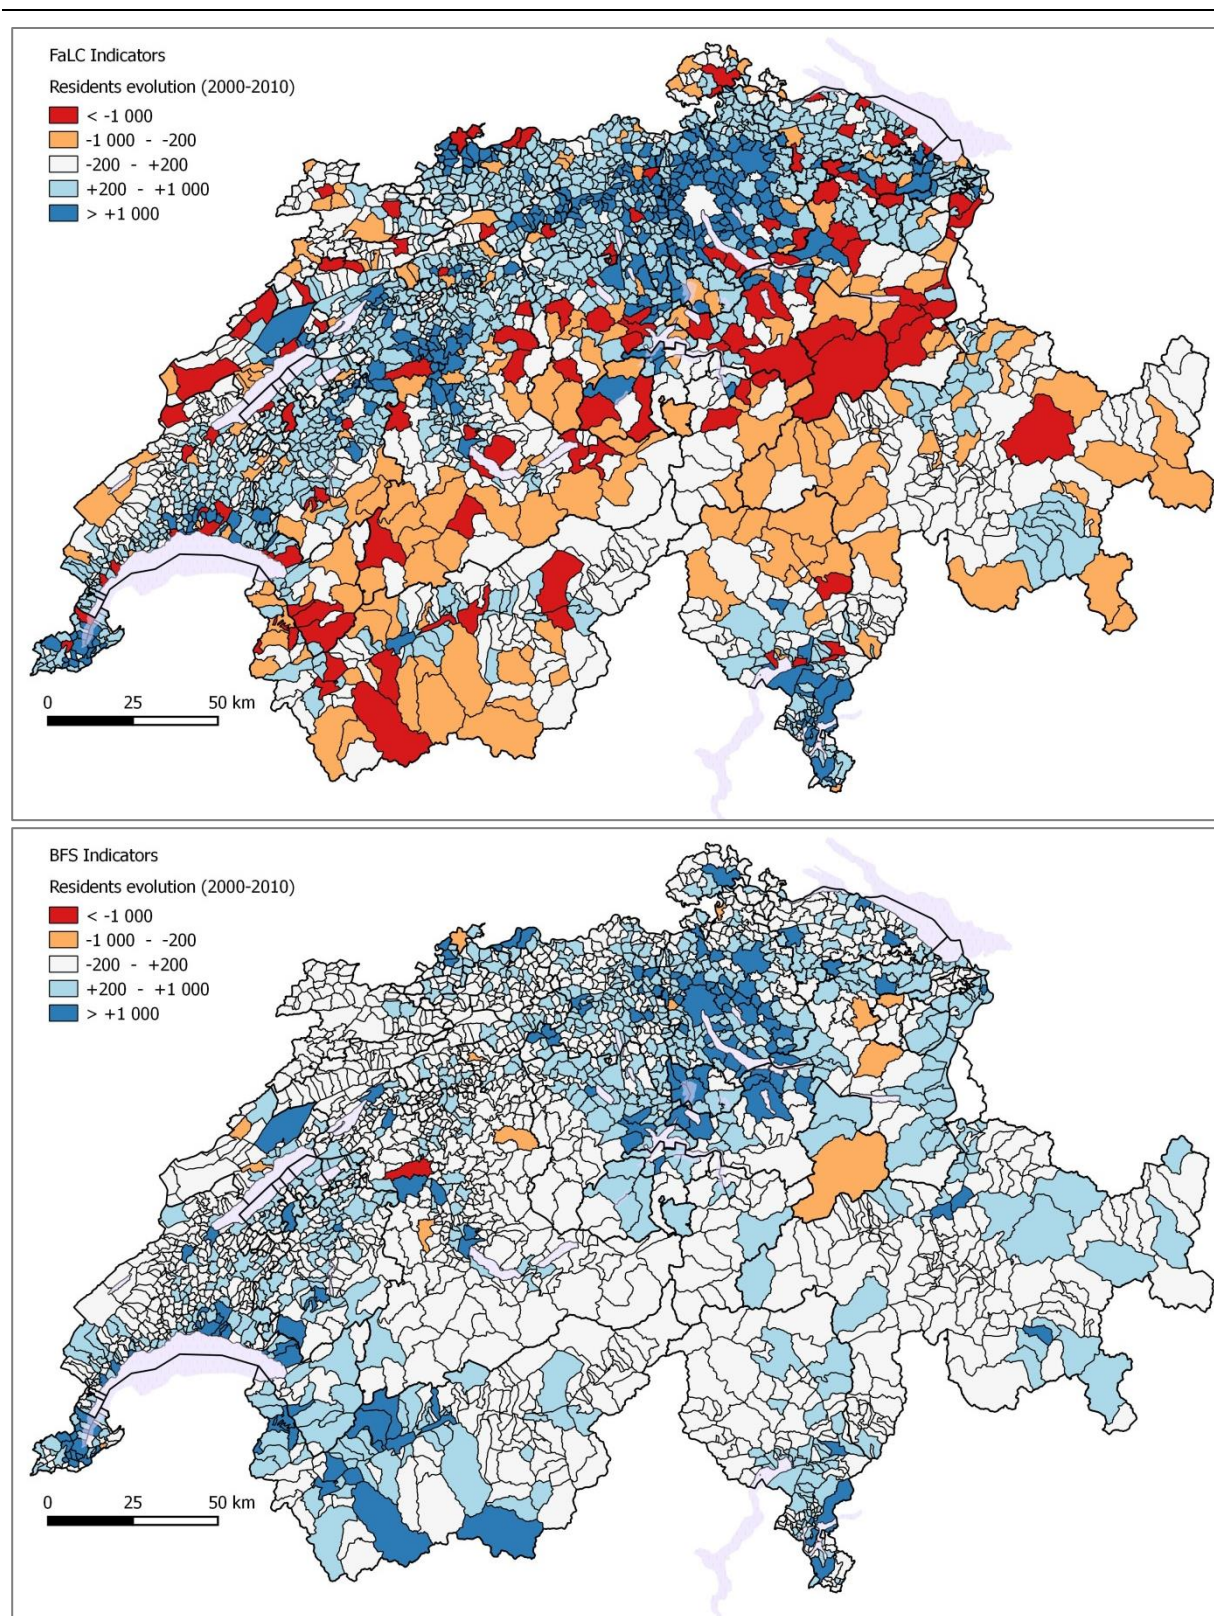 FaLC Indicators
Residents evolution (2000-2010)
< -1 000
-1 000 - -200
-200 - +200
+200 - +1 000
> +1 000
0 25 50 km
BFS Indicators
Residents evolution (2000-2010)
< -1 000
-1 000 - -200
-200 - +200
+200 - +1 000
> +1 000
0 25 50 km